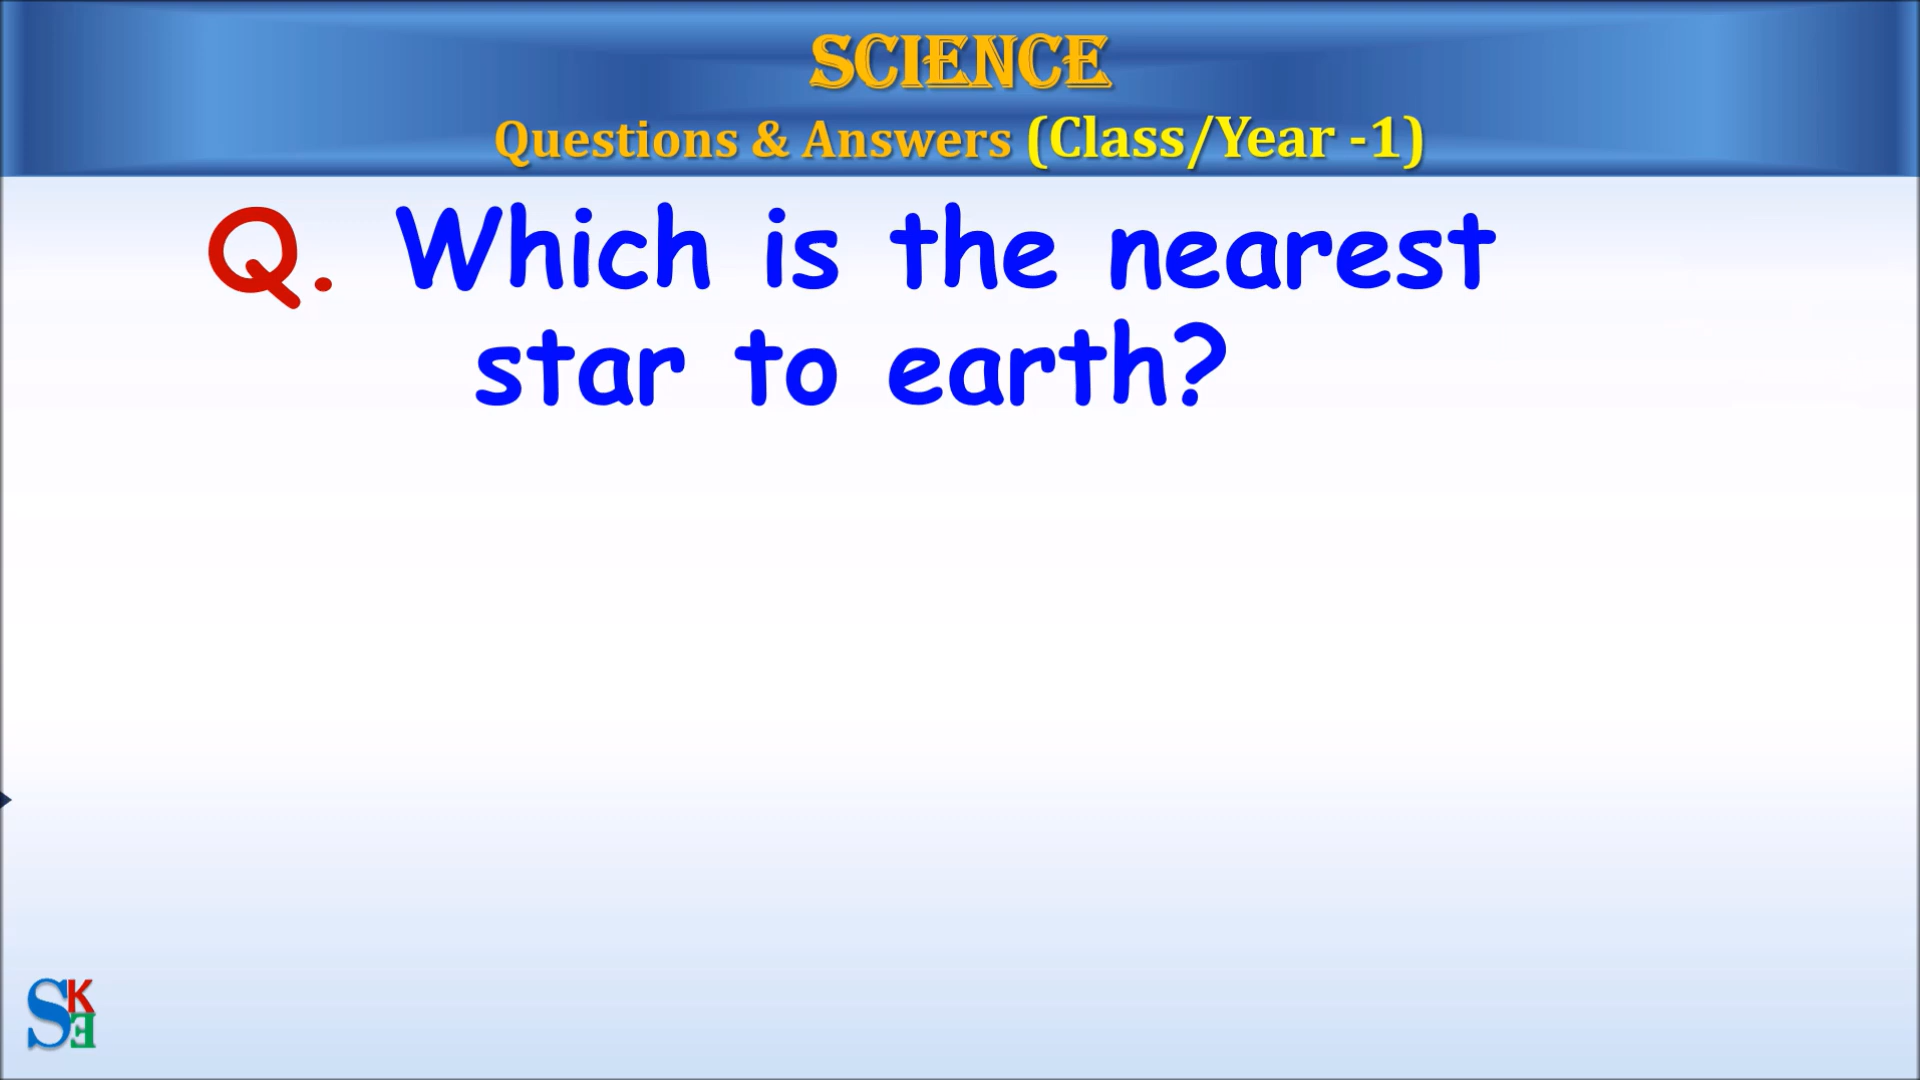 SCIENCE
Questions & Answers (Class/Year -1)
Q. Which is the nearest
star to earth?
SKE